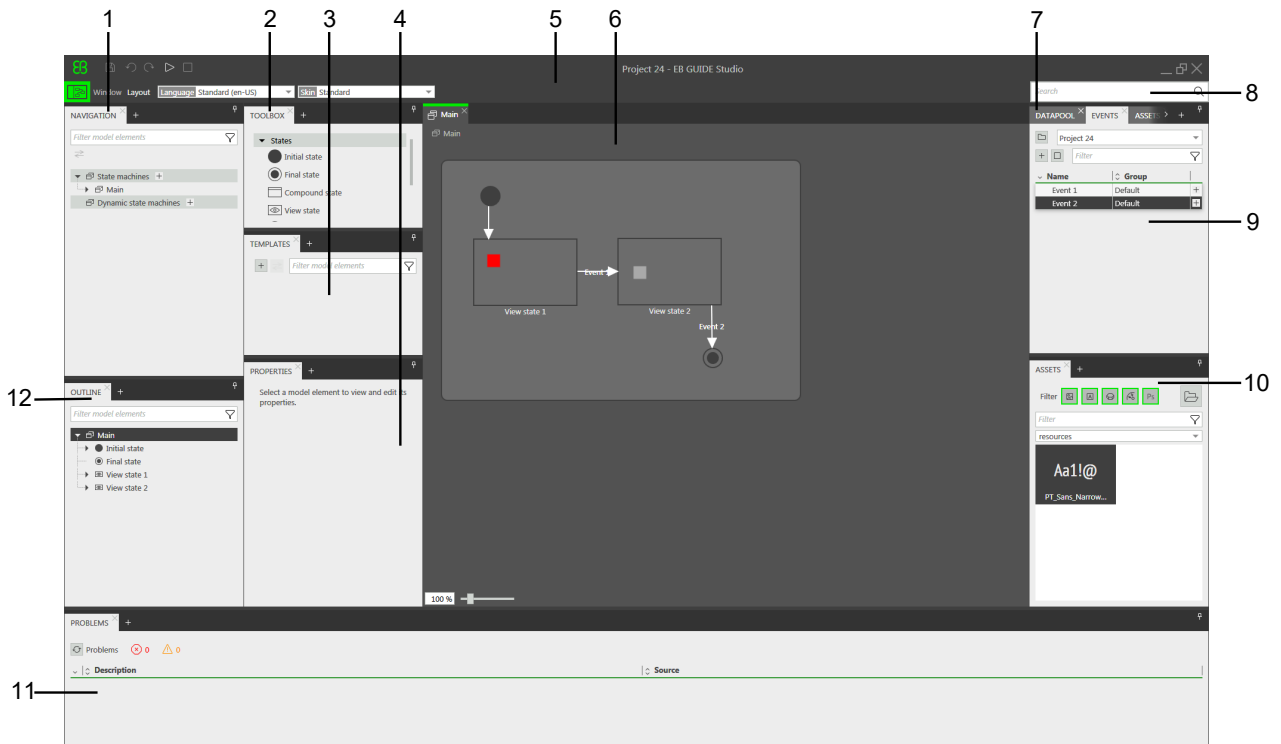 1 2 3 4 5 6 7
EB Project 24 - EB GUIDE Studio
Window Layout Language Standard (en-US) Skin Standard Search 8
NAVIGATION TOOLBOX Main DATAPOOL EVENTS ASSETS
Filter model elements States Main Project 24
Initial state Filter
State machines Final state Name Group
Main Compound state Event 1 Default
Dynamic state machines View state Event 2 Default
9
TEMPLATES
Filter model elements Event
View state 1 View state 2
Event 2
PROPERTIES ASSETS
OUTLINE Select a model element to view and edit its properties. 10
12 Filter Ps
Filter model elements Filter
Main resources
Initial state
Final state Aa1!@
View state 1
View state 2 PT_Sans_Narrow...
100 %
PROBLEMS
Problems 0 0
Description Source
11